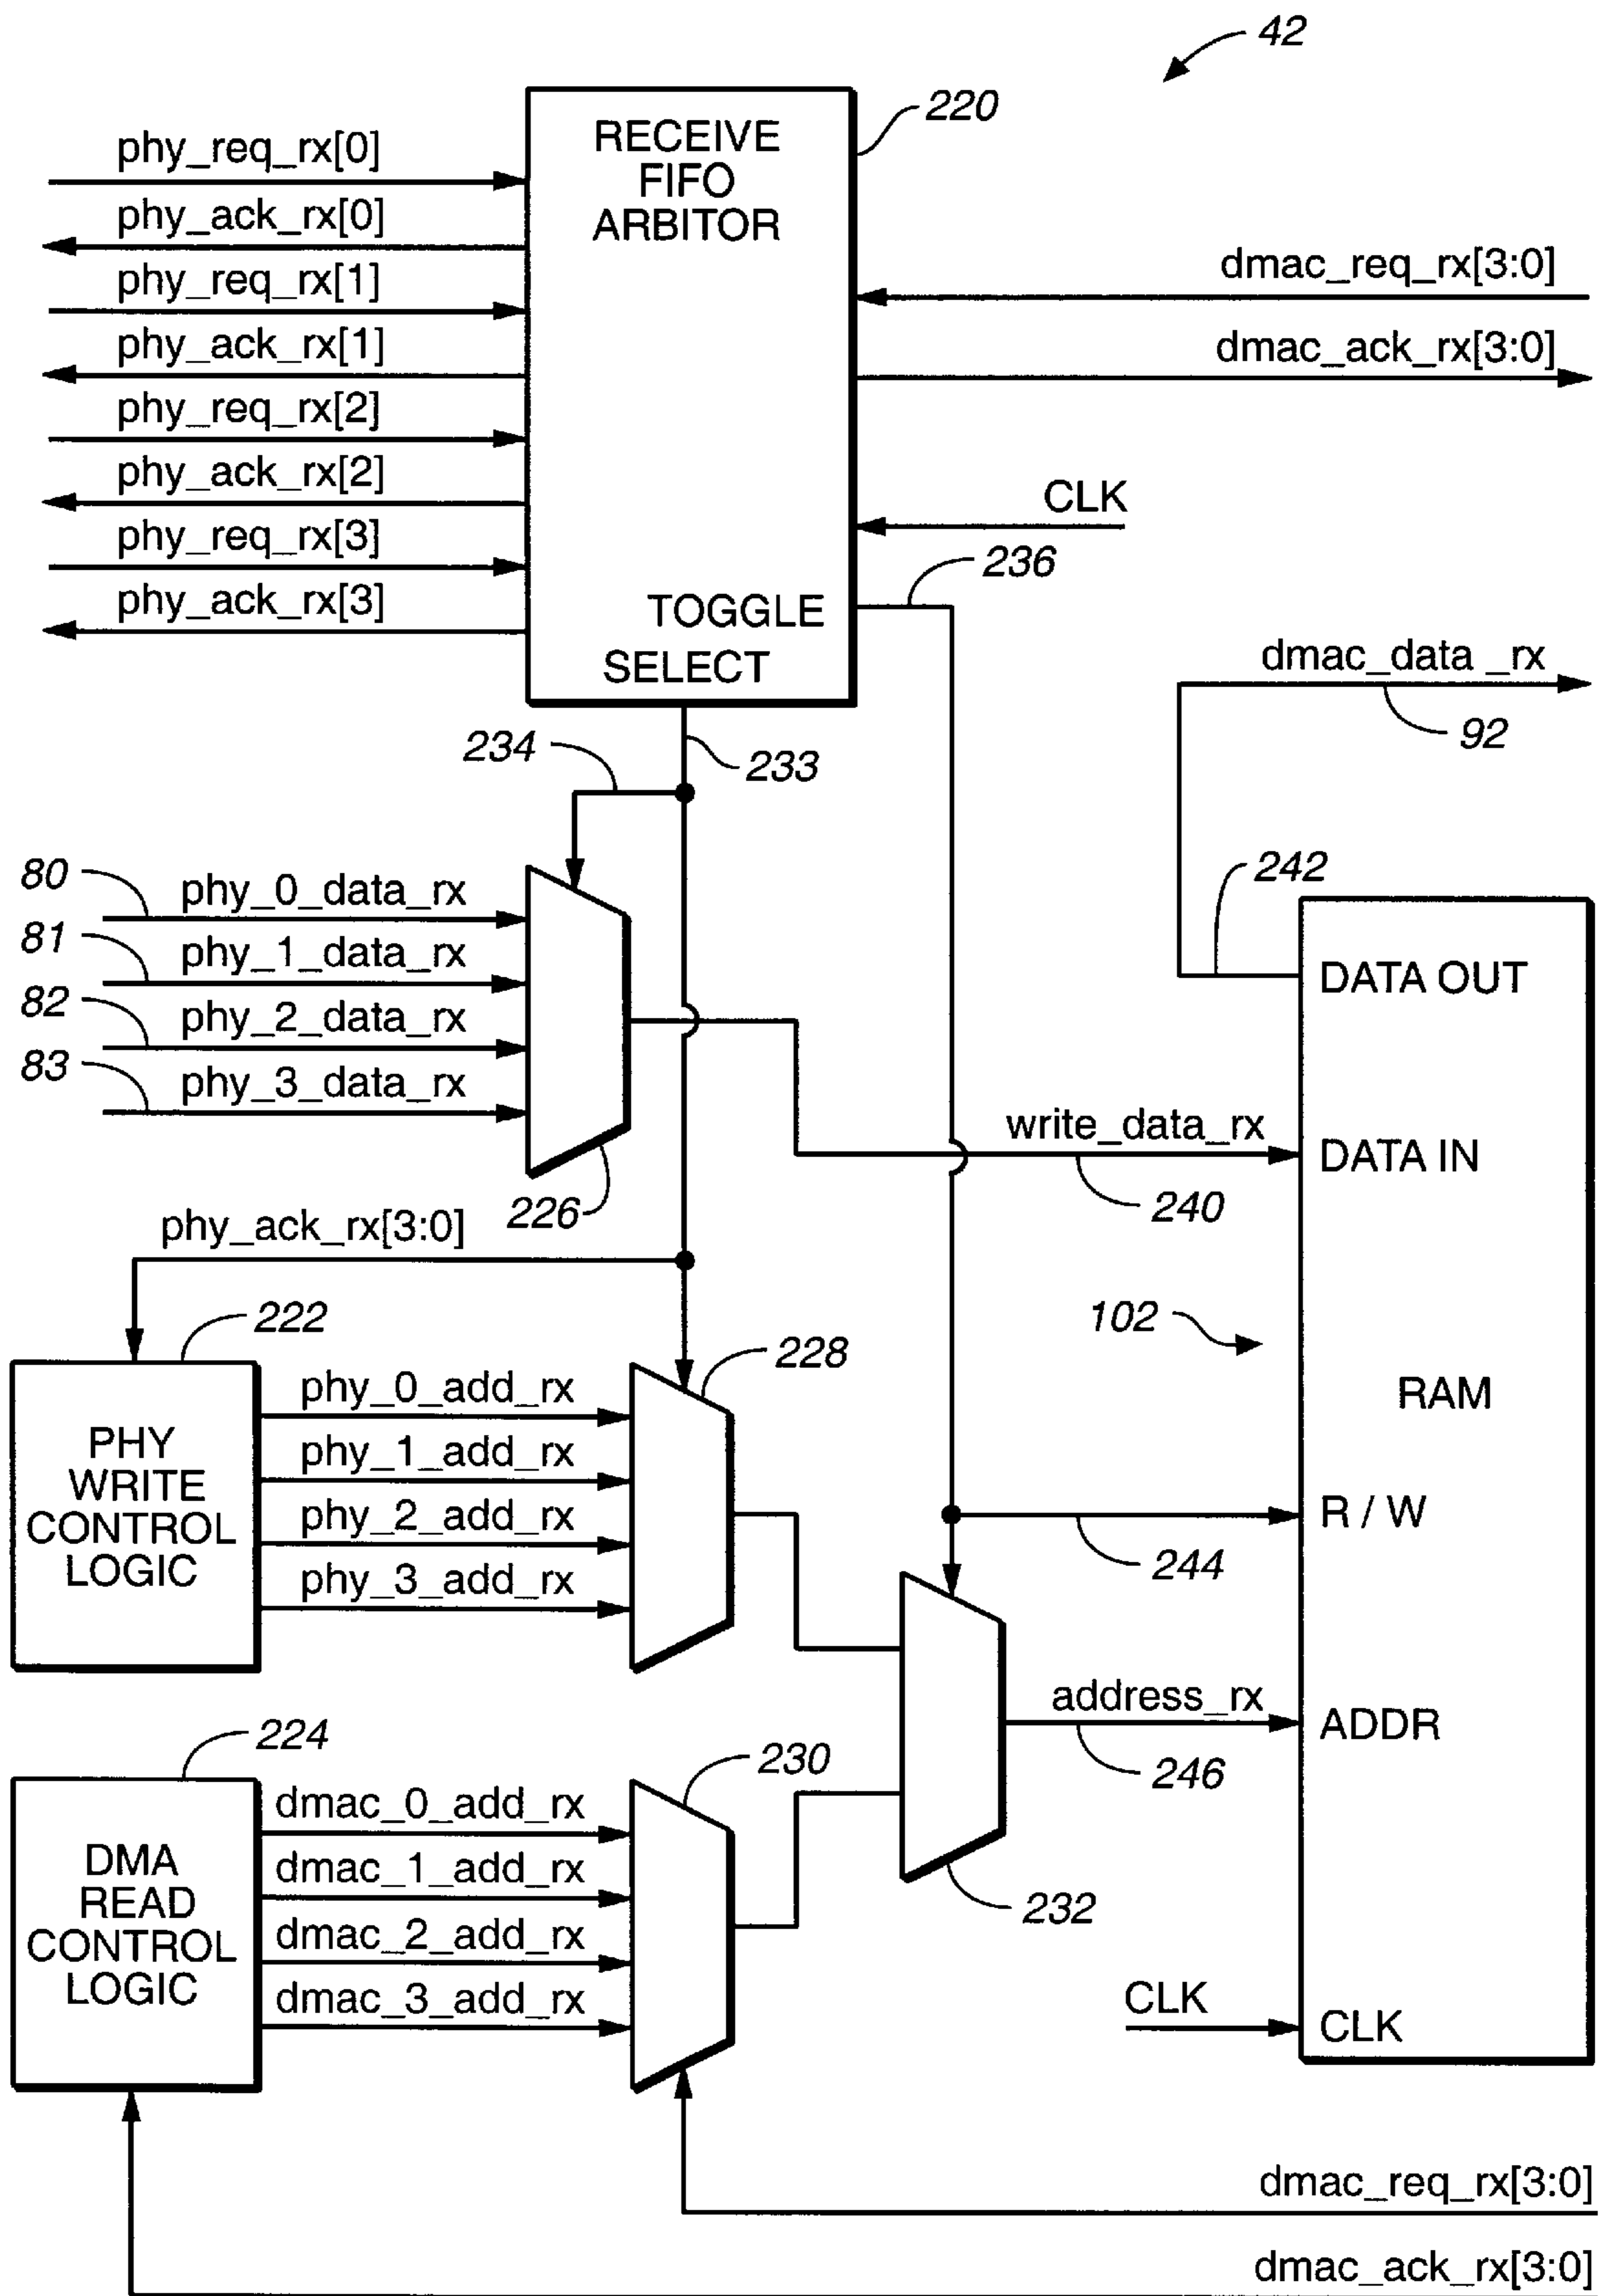 42
220
RECEIVE
FIFO
ARBITOR
phy_req_rx[0]
phy_ack_rx[0]
phy_req_rx[1]
phy_ack_rx[1]
phy_req_rx[2]
phy_ack_rx[2]
phy_req_rx[3]
phy_ack_rx[3]
dmac_req_rx[3:0]
dmac_ack_rx[3:0]
CLK
236
TOGGLE
SELECT
dmac_data _rx
92
234
233
80
phy_0_data_rx
81
phy_1_data_rx
82
phy_2_data_rx
83
phy_3_data_rx
226
242
DATA OUT
write_data_rx
DATA IN
240
phy_ack_rx[3:0]
222
PHY
WRITE
CONTROL
LOGIC
phy_0_add_rx
phy_1_add_rx
phy_2_add_rx
phy_3_add_rx
228
102
RAM
R / W
244
address_rx
ADDR
246
224
DMA
READ
CONTROL
LOGIC
dmac_0_add_rx
dmac_1_add_rx
dmac_2_add_rx
dmac_3_add_rx
230
232
CLK
CLK
dmac_req_rx[3:0]
dmac_ack_rx[3:0]